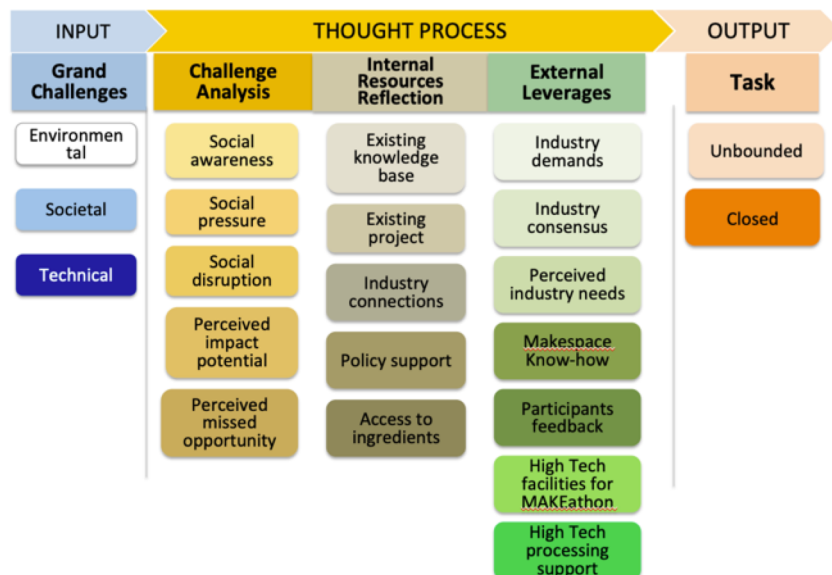 INPUT
THOUGHT PROCESS
OUTPUT
Grand
Challenges
Challenge
Analysis
Internal
Resources
Reflection
External
Leverages
Task
Environmen
tal
Societal
Technical
Social
awareness
Social
pressure
Social
disruption
Perceived
impact
potential
Perceived
missed
opportunity
Existing
knowledge
base
Existing
project
Industry
connections
Policy support
Access to
ingredients
Industry
demands
Industry
consensus
Perceived
industry needs
Makespace
Know-how
Participants
feedback
High Tech
facilities for
MAKEathon
High Tech
processing
support
Unbounded
Closed